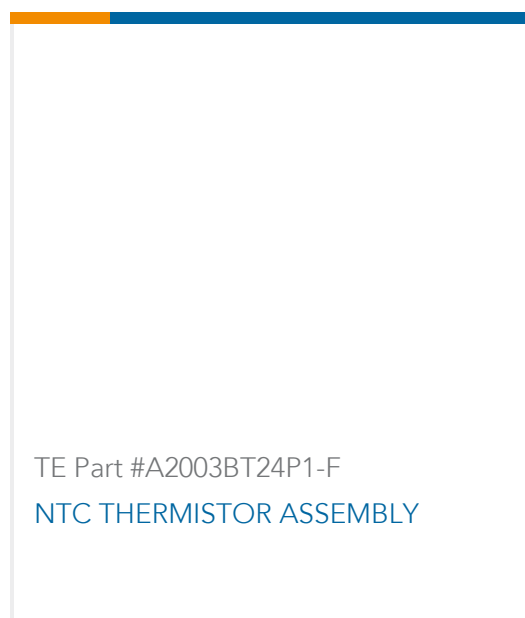 TE Part #A2003BT24P1-F
NTC THERMISTOR ASSEMBLY